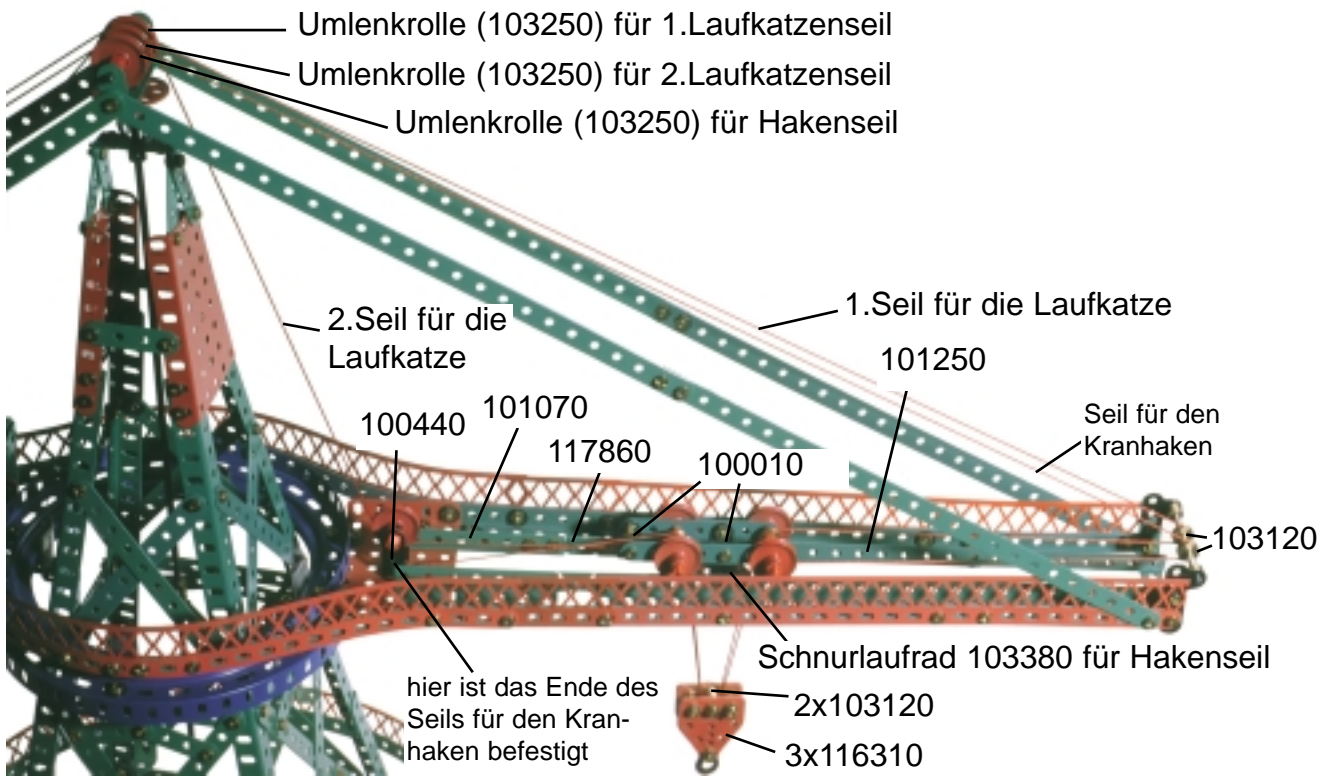 Umlenkrolle (103250) für 1.Laufkatzenseil
Umlenkrolle (103250) für 2.Laufkatzenseil
Umlenkrolle (103250) für Hakenseil
2.Seil für die
Laufkatze
1.Seil für die Laufkatze
101250
Seil für den
Kranhaken
100440
101070
117860
100010
103120
Schnurlaufrad 103380 für Hakenseil
hier ist das Ende des
Seils für den Kran-
haken befestigt
2x103120
3x116310